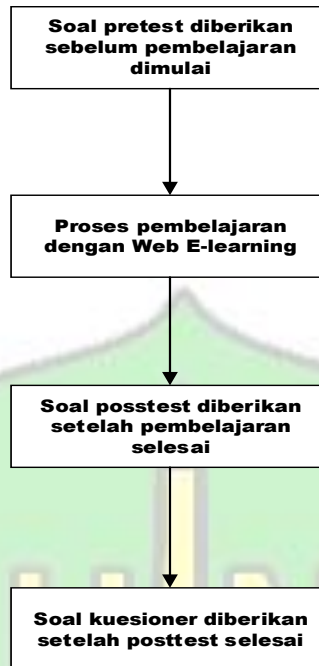 Soal pretest diberikan
sebelum pembelajaran
dimulai
Proses pembelajaran
dengan Web E-learning
Soal posstest diberikan
setelah pembelajaran
selesai
Soal kuesioner diberikan
setelah posttest selesai